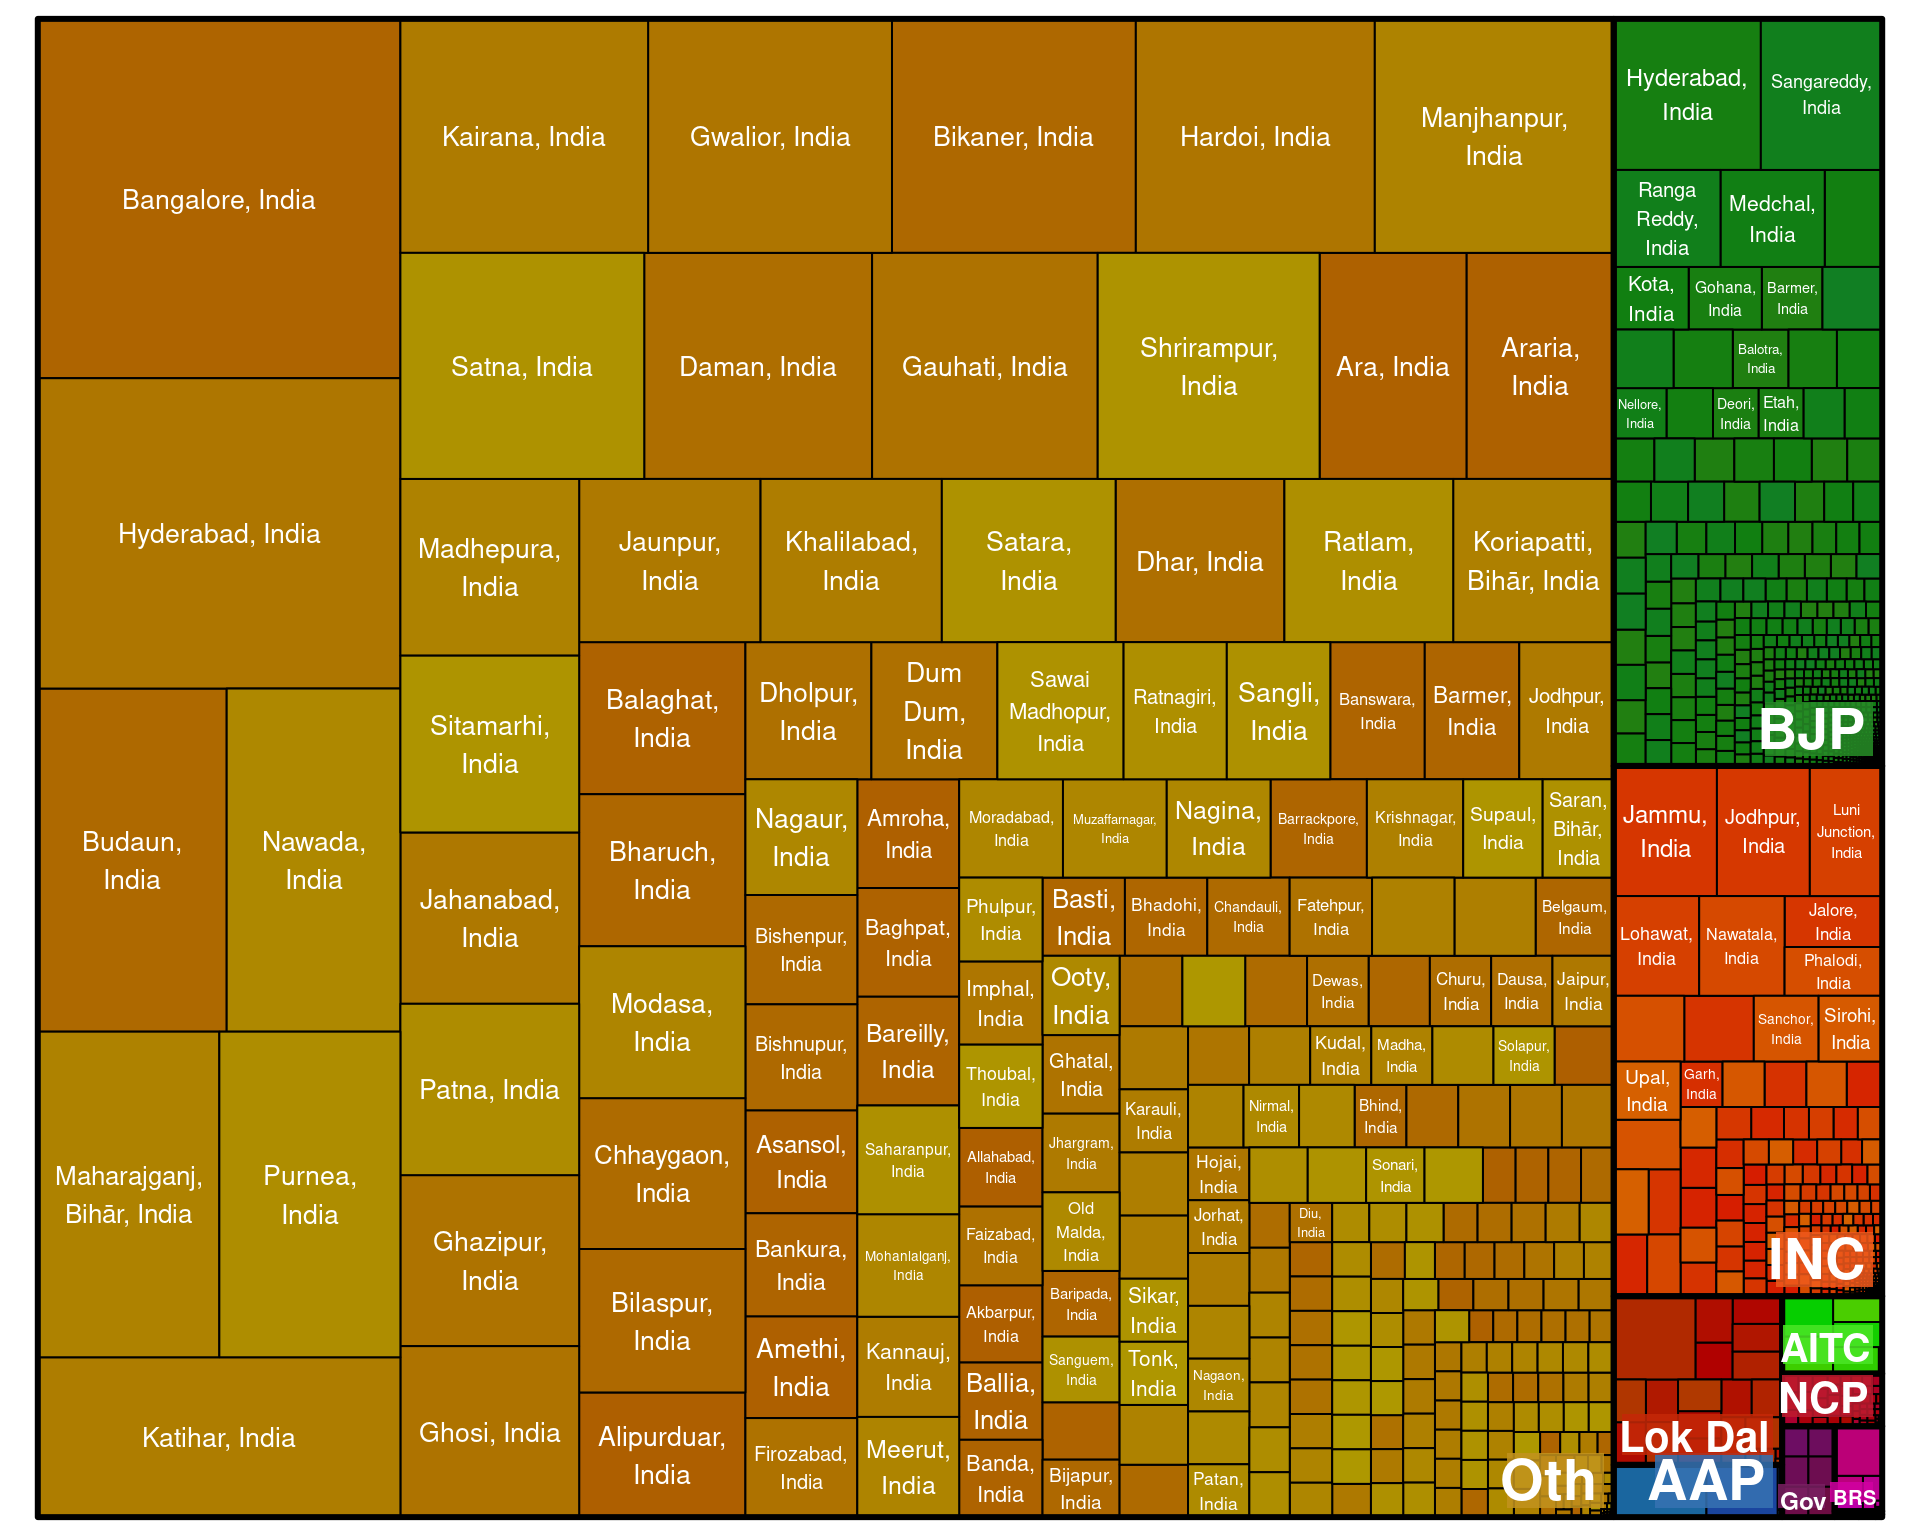 Bangalore, India
Hyderabad, India
Budaun,
India
Nawada,
India
Maharajganj,
Bihār, India
Purnea,
India
Katihar, India
Kairana, India
Gwalior, India
Bikaner, India
Hardoi, India
Manjhanpur,
India
Satna, India
Daman, India
Gauhati, India
Shrirampur,
India
Ara, India
Araria,
India
Madhepura,
India
Sitamarhi,
India
Jahanabad,
India
Patna, India
Ghazipur,
India
Ghosi, India
Jaunpur,
India
Khalilabad,
India
Satara,
India
Dhar, India
Ratlam,
India
Koriapatti,
Bihār, India
Balaghat,
India
Bharuch,
India
Modasa,
India
Chhaygaon,
India
Bilaspur,
India
Alipurduar,
India
Dholpur,
India
Dum
Dum,
India
Sawai
Madhopur,
India
Ratnagiri,
India
Sangli,
India
Banswara,
India
Barmer,
India
Jodhpur,
India
Nagaur,
India
Bishenpur,
India
Bishnupur,
India
Asansol,
India
Bankura,
India
Amethi,
India
Firozabad,
India
Amroha,
India
Baghpat,
India
Bareilly,
India
Saharanpur,
India
Mohanlalganj,
India
Kannauj,
India
Meerut,
India
Moradabad,
India
Muzaffarnagar,
India
Nagina,
India
Barrackpore,
India
Krishnagar,
India
Supaul,
India
Saran,
Bihār,
India
Phulpur,
India
Imphal,
India
Thoubal,
India
Allahabad,
India
Faizabad,
India
Akbarpur,
India
Ballia,
India
Banda,
India
Basti,
India
Bhadohi,
India
Chandauli,
India
Fatehpur,
India
Belgaum,
India
Ooty,
India
Ghatal,
India
Jhargram,
India
Old
Malda,
India
Baripada,
India
Sanguem,
India
Bijapur,
India
Dewas,
India
Churu,
India
Dausa,
India
Jaipur,
India
Karauli,
India
Sikar,
India
Tonk,
India
Kudal,
India
Madha,
India
Solapur,
India
Nirmal,
India
Bhind,
India
Hojai,
India
Sonari,
India
Jorhat,
India
Diu,
India
Nagaon,
India
Patan,
India
Oth
Hyderabad,
India
Sangareddy,
India
Ranga
Reddy,
India
Medchal,
India
Kota,
India
Gohana,
India
Barmer,
India
Balotra,
India
Nellore,
India
Deori,
India
Etah,
India
BJP
Jammu,
India
Jodhpur,
India
Luni
Junction,
India
Lohawat,
India
Nawatala,
India
Jalore,
India
Phalodi,
India
Sanchor,
India
Sirohi,
India
Upal,
India
Garh,
India
INC
Lok Dal
AITC
NCP
AAP
Gov
BRS